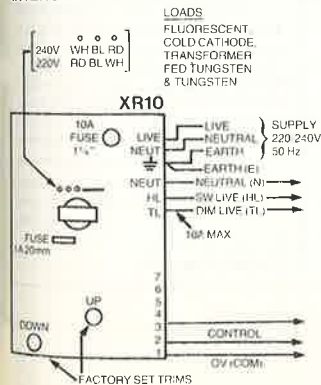 LOADS
FLUORESCENT
COLD CATHODE,
TRANSFORMER
FED TUNGSTEN
& TUNGSTEN
240V WH BL RD
220V RD BL WH
XR10
10A
FUSE
1¼"
LIVE
NEUT
LIVE
NEUTRAL
EARTH
SUPPLY
220-240V
50 Hz
EARTH (E)
NEUT
NEUTRAL (N)
HL
SW LIVE (HL)
TL
DIM LIVE (TL)
10A MAX
FUSE
1A 20mm
7
6
5
4
3
2
1
UP
DOWN
CONTROL
OV (COM)
FACTORY SET TRIMS